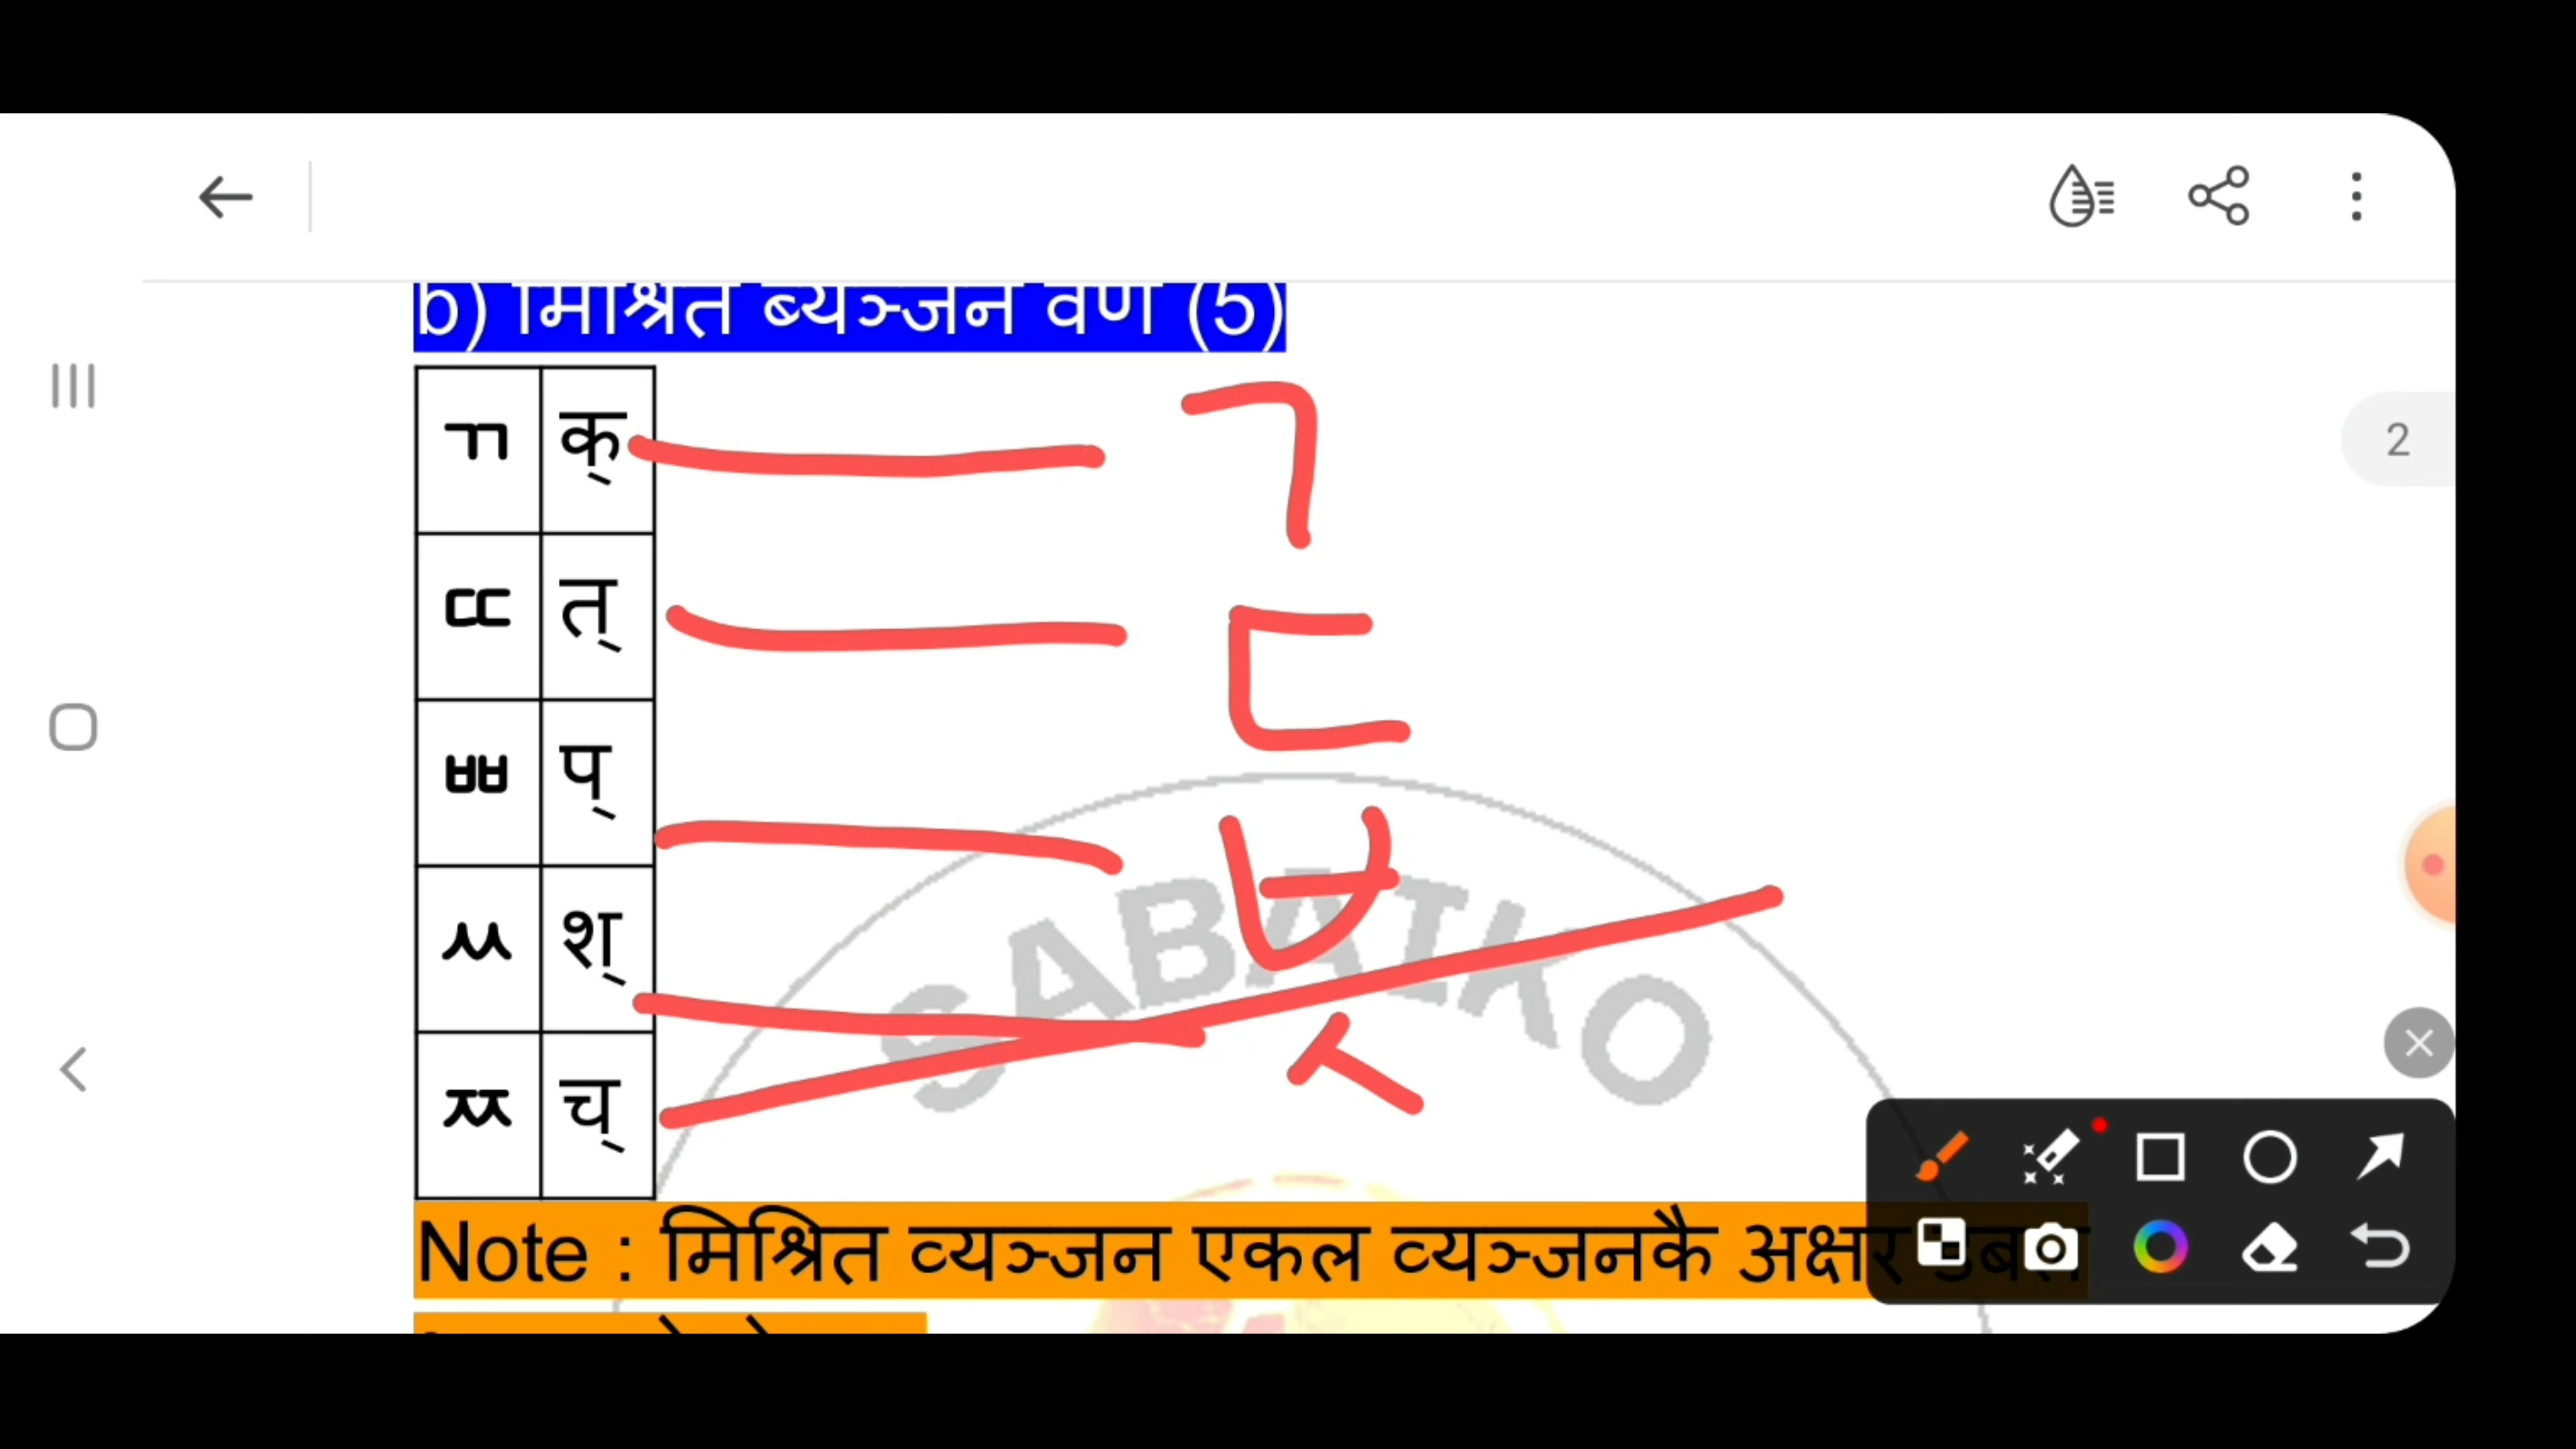 b) मिश्रित ब्यञ्जन वर्ण (5)
ㄲ क् ㄱ
2
ㄸ त् ㄷ
ㅃ प् ㅂ
ㅆ श् ㅅ
ㅉ च्
SABAIKO
Note : मिश्रित व्यञ्जन एकल व्यञ्जनकै अक्षर